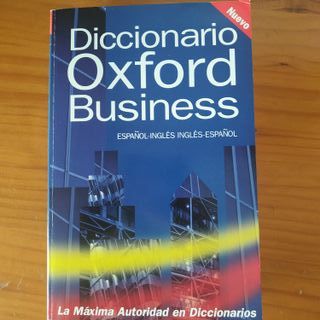 Nuevo
Diccionario
Oxford
Business
ESPAÑOL-INGLÉS INGLÉS-ESPAÑOL
La Máxima Autoridad en Diccionarios